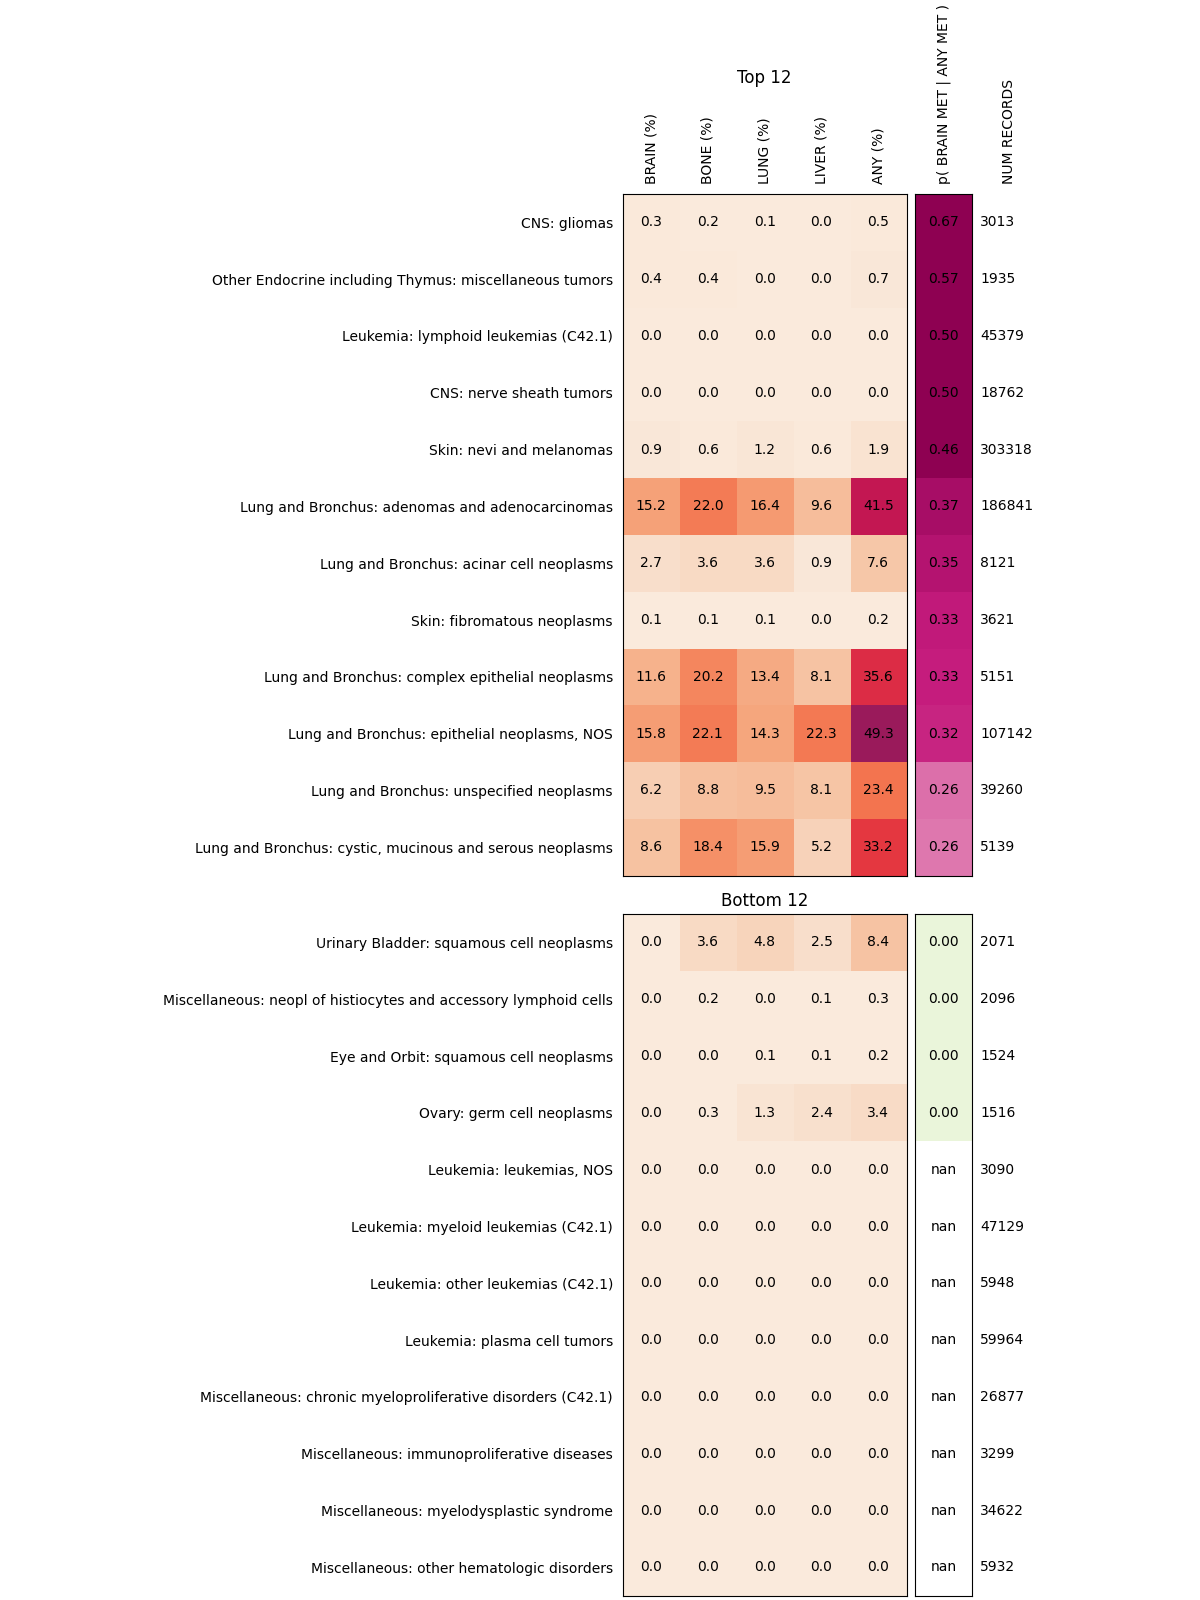 Top 12
BRAIN (%) BONE (%) LUNG (%) LIVER (%) ANY (%) p( BRAIN MET | ANY MET ) NUM RECORDS
CNS: gliomas 0.3 0.2 0.1 0.0 0.5 0.67 3013
Other Endocrine including Thymus: miscellaneous tumors 0.4 0.4 0.0 0.0 0.7 0.57 1935
Leukemia: lymphoid leukemias (C42.1) 0.0 0.0 0.0 0.0 0.0 0.50 45379
CNS: nerve sheath tumors 0.0 0.0 0.0 0.0 0.0 0.50 18762
Skin: nevi and melanomas 0.9 0.6 1.2 0.6 1.9 0.46 303318
Lung and Bronchus: adenomas and adenocarcinomas 15.2 22.0 16.4 9.6 41.5 0.37 186841
Lung and Bronchus: acinar cell neoplasms 2.7 3.6 3.6 0.9 7.6 0.35 8121
Skin: fibromatous neoplasms 0.1 0.1 0.1 0.0 0.2 0.33 3621
Lung and Bronchus: complex epithelial neoplasms 11.6 20.2 13.4 8.1 35.6 0.33 5151
Lung and Bronchus: epithelial neoplasms, NOS 15.8 22.1 14.3 22.3 49.3 0.32 107142
Lung and Bronchus: unspecified neoplasms 6.2 8.8 9.5 8.1 23.4 0.26 39260
Lung and Bronchus: cystic, mucinous and serous neoplasms 8.6 18.4 15.9 5.2 33.2 0.26 5139
Bottom 12
Urinary Bladder: squamous cell neoplasms 0.0 3.6 4.8 2.5 8.4 0.00 2071
Miscellaneous: neopl of histiocytes and accessory lymphoid cells 0.0 0.2 0.0 0.1 0.3 0.00 2096
Eye and Orbit: squamous cell neoplasms 0.0 0.0 0.1 0.1 0.2 0.00 1524
Ovary: germ cell neoplasms 0.0 0.3 1.3 2.4 3.4 0.00 1516
Leukemia: leukemias, NOS 0.0 0.0 0.0 0.0 0.0 nan 3090
Leukemia: myeloid leukemias (C42.1) 0.0 0.0 0.0 0.0 0.0 nan 47129
Leukemia: other leukemias (C42.1) 0.0 0.0 0.0 0.0 0.0 nan 5948
Leukemia: plasma cell tumors 0.0 0.0 0.0 0.0 0.0 nan 59964
Miscellaneous: chronic myeloproliferative disorders (C42.1) 0.0 0.0 0.0 0.0 0.0 nan 26877
Miscellaneous: immunoproliferative diseases 0.0 0.0 0.0 0.0 0.0 nan 3299
Miscellaneous: myelodysplastic syndrome 0.0 0.0 0.0 0.0 0.0 nan 34622
Miscellaneous: other hematologic disorders 0.0 0.0 0.0 0.0 0.0 nan 5932